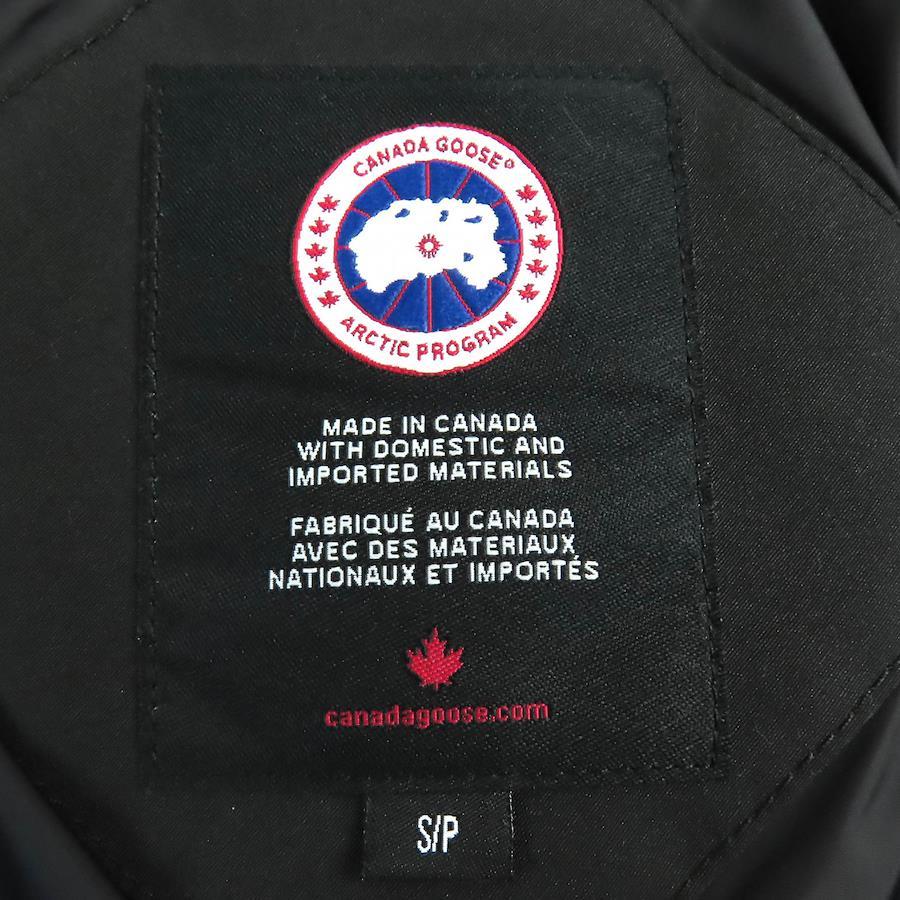 CANADA GOOSE®
ARCTIC PROGRAM
MADE IN CANADA
WITH DOMESTIC AND
IMPORTED MATERIALS
FABRIQUÉ AU CANADA
AVEC DES MATERIAUX
NATIONAUX ET IMPORTÉS
canadagoose.com
S/P